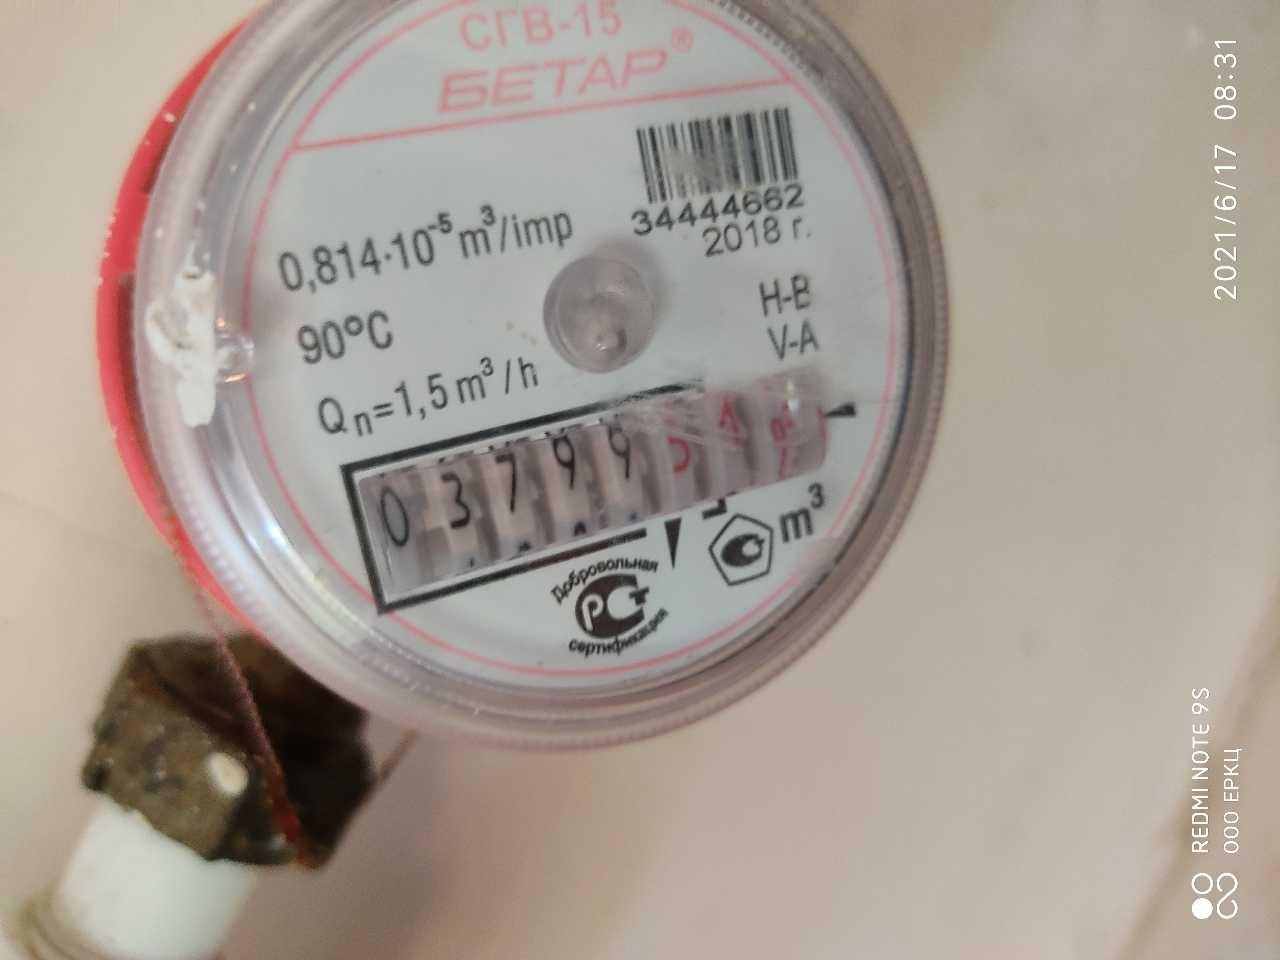 СГВ-15
БЕТАР®
34444662
2018 г.
0,814·10⁻⁵ m³/imp
90°C
H-B
V-A
Qn=1,5 m³/h
03799
m³
Добровольная
РСТ
сертификация
2021/6/17 08:31
REDMI NOTE 9S
ООО ЕРКЦ